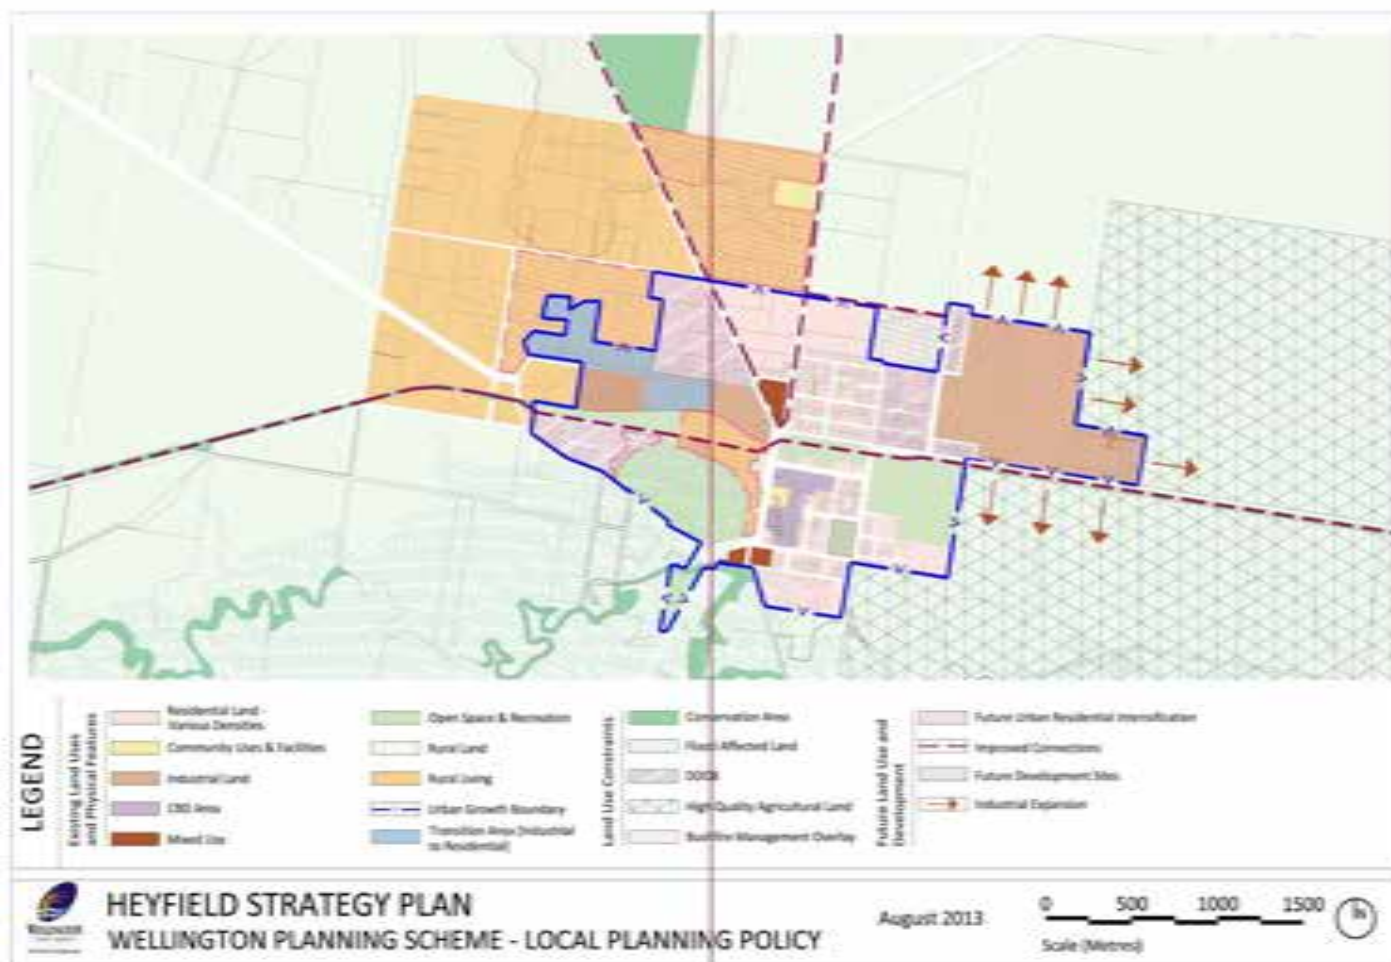 LEGEND
Existing Land Uses
and Physical Features
Residential Land -
Various Densities
Community Uses & Facilities
Industrial Land
CBD Area
Mixed Use
Open Space & Recreation
Rural Land
Rural Living
Urban Growth Boundary
Transition Area (Industrial
to Residential)
Land Use Constraints
Conservation Area
Flood Affected Land
High Quality Agricultural Land
Bushfire Management Overlay
Future Land Use and
Development
Future Urban Residential Intensification
Improved Connections
Future Development Sites
Industrial Expansion
HEYFIELD STRATEGY PLAN
WELLINGTON PLANNING SCHEME - LOCAL PLANNING POLICY
August 2013
0 500 1000 1500
Scale (Metres)